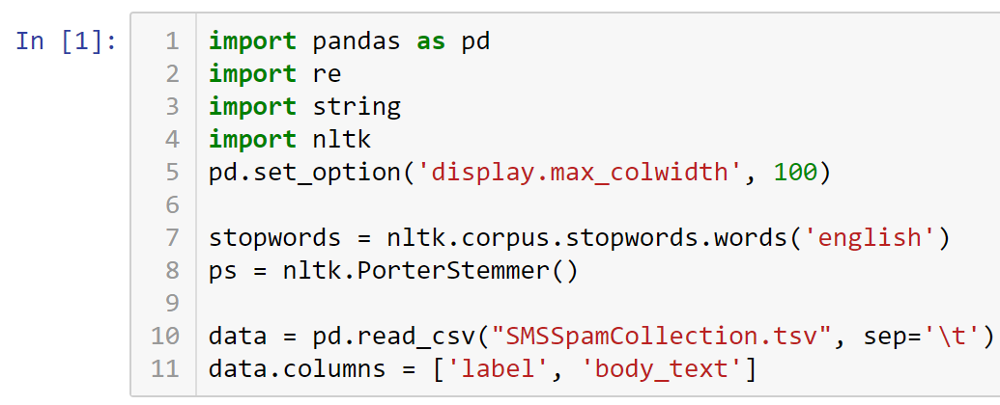 In [1]:
1 import pandas as pd
2 import re
3 import string
4 import nltk
5 pd.set_option('display.max_colwidth', 100)
6
7 stopwords = nltk.corpus.stopwords.words('english')
8 ps = nltk.PorterStemmer()
9
10 data = pd.read_csv("SMSSpamCollection.tsv", sep='\t')
11 data.columns = ['label', 'body_text']